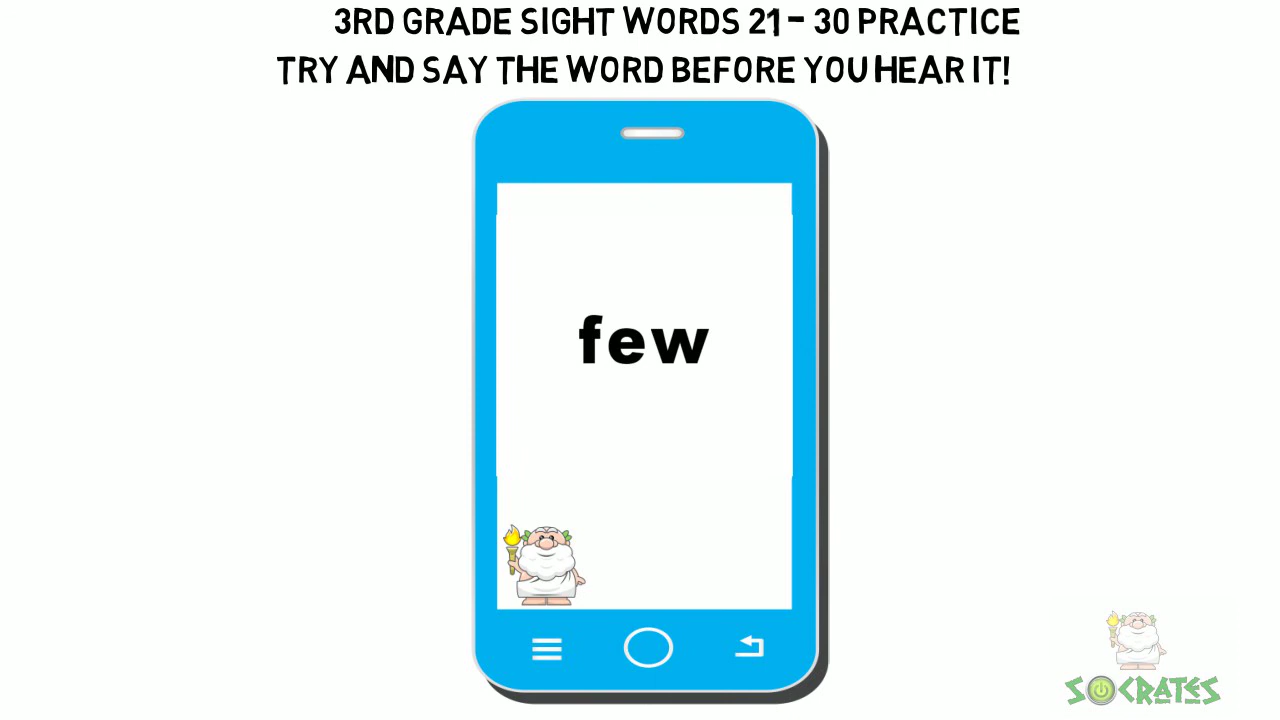 3RD GRADE SIGHT WORDS 21 - 30 PRACTICE
TRY AND SAY THE WORD BEFORE YOU HEAR IT!
few
SOCRATES